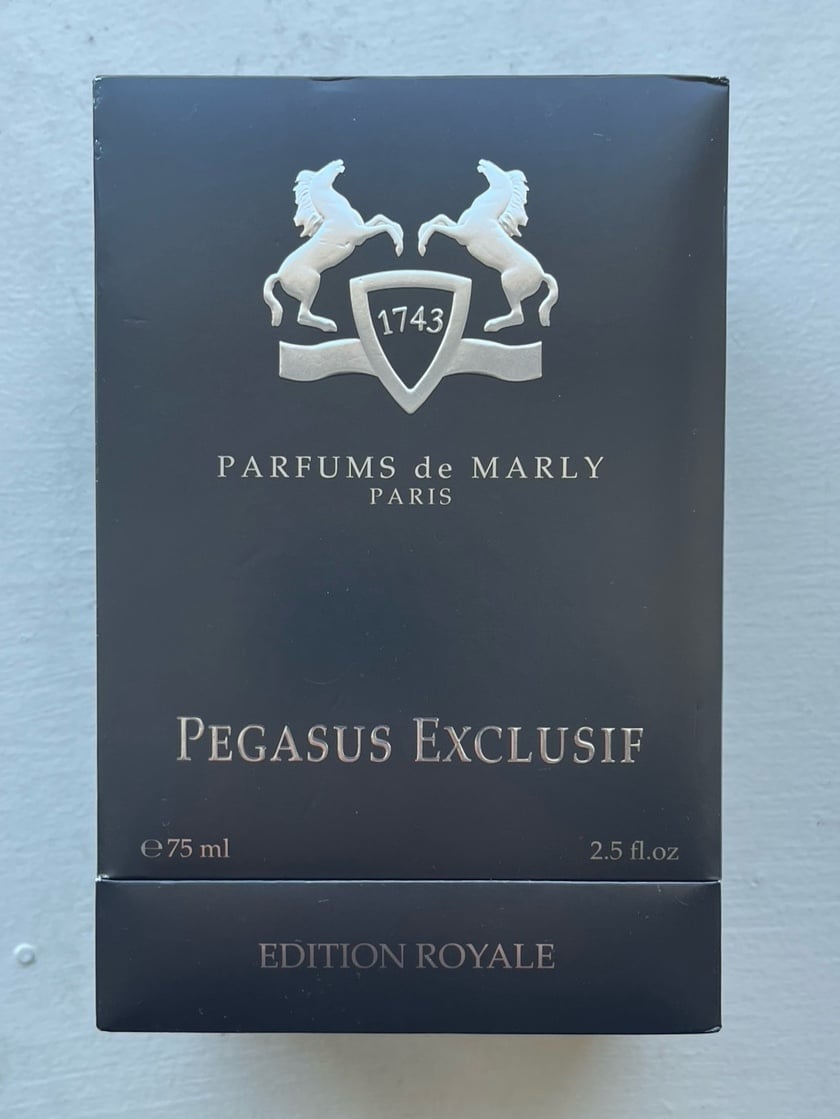 1743
PARFUMS de MARLY
PARIS
PEGASUS EXCLUSIF
℮ 75 ml 2.5 fl.oz
EDITION ROYALE